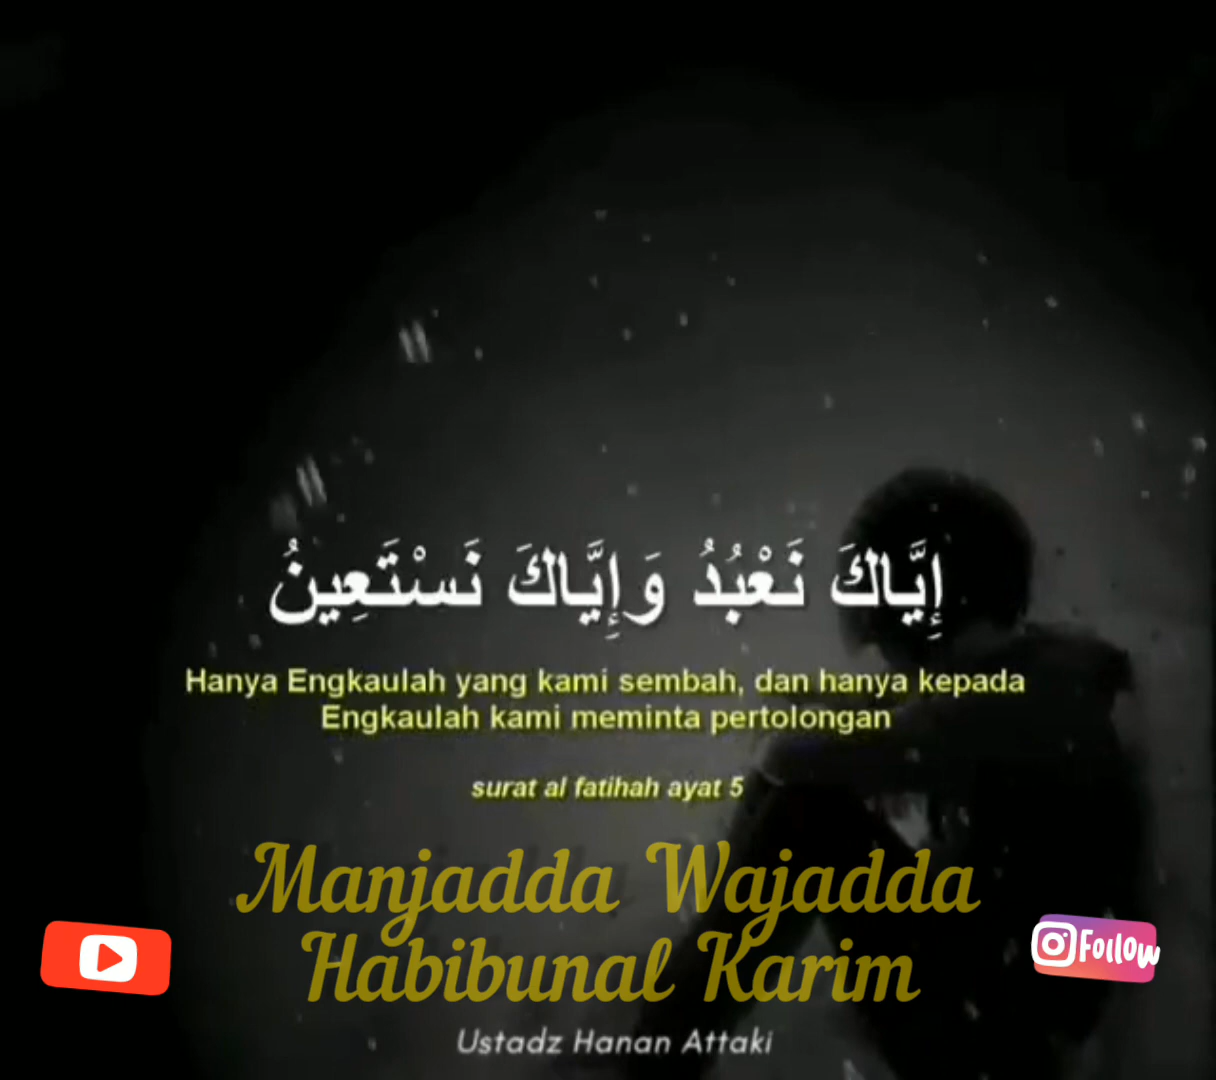 إِيَّاكَ نَعْبُدُ وَإِيَّاكَ نَسْتَعِينُ
Hanya Engkaulah yang kami sembah, dan hanya kepada
Engkaulah kami meminta pertolongan
surat al fatihah ayat 5
Manjadda Wajadda
Habibunal Karim
Follow
Ustadz Hanan Attaki